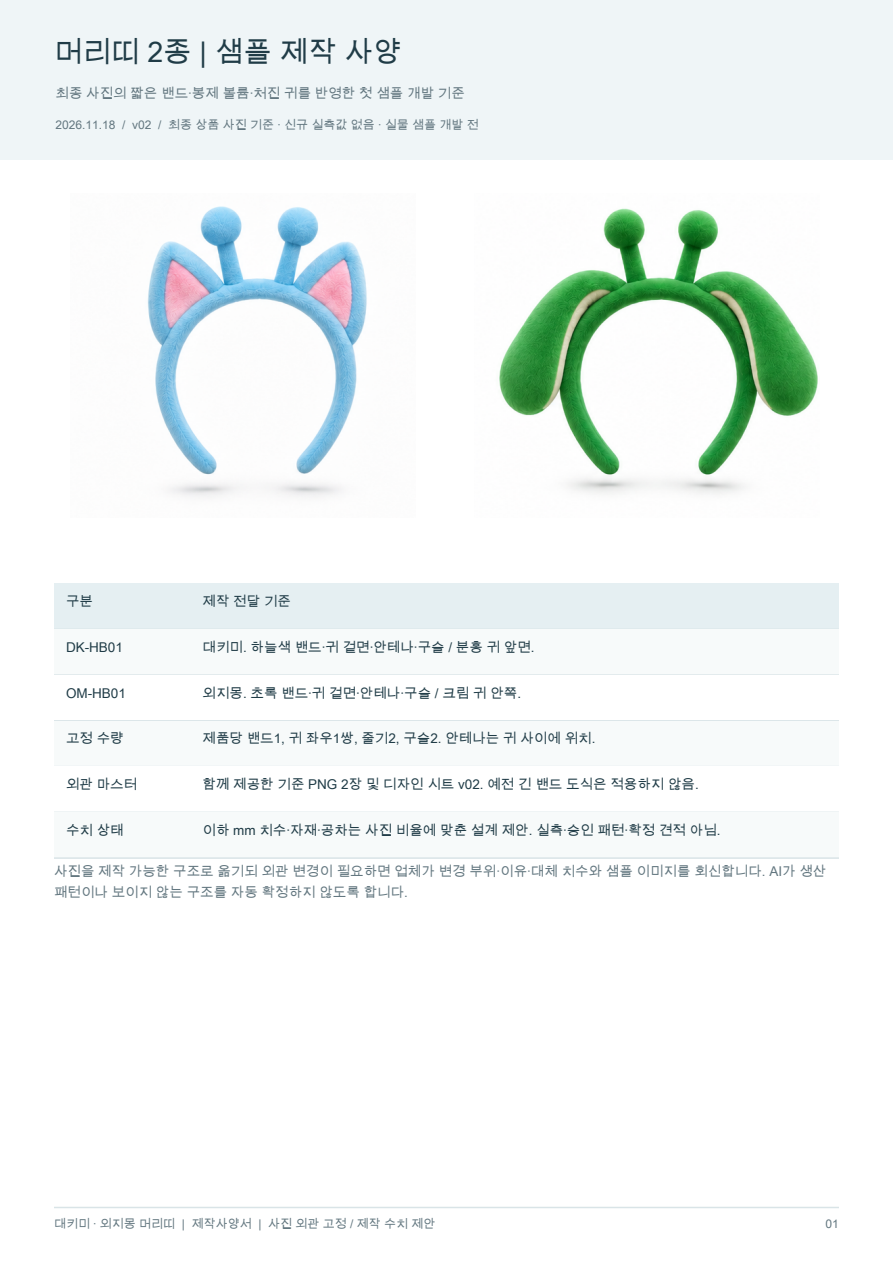 머리띠 2종 | 샘플 제작 사양
최종 사진의 짧은 밴드·봉제 볼륨·처진 귀를 반영한 첫 샘플 개발 기준
2026.11.18 / v02 / 최종 상품 사진 기준 · 신규 실측값 없음 · 실물 샘플 개발 전
구분 제작 전달 기준
DK-HB01 대키미. 하늘색 밴드·귀 겉면·안테나·구슬 / 분홍 귀 앞면.
OM-HB01 외지몽. 초록 밴드·귀 겉면·안테나·구슬 / 크림 귀 안쪽.
고정 수량 제품당 밴드1, 귀 좌우1쌍, 줄기2, 구슬2. 안테나는 귀 사이에 위치.
외관 마스터 함께 제공한 기준 PNG 2장 및 디자인 시트 v02. 예전 긴 밴드 도식은 적용하지 않음.
수치 상태 이하 mm 치수·자재·공차는 사진 비율에 맞춘 설계 제안. 실측·승인 패턴·확정 견적 아님.
사진을 제작 가능한 구조로 옮기되 외관 변경이 필요하면 업체가 변경 부위·이유·대체 치수와 샘플 이미지를 회신합니다. AI가 생산
패턴이나 보이지 않는 구조를 자동 확정하지 않도록 합니다.
대키미 · 외지몽 머리띠 | 제작사양서 | 사진 외관 고정 / 제작 수치 제안 01